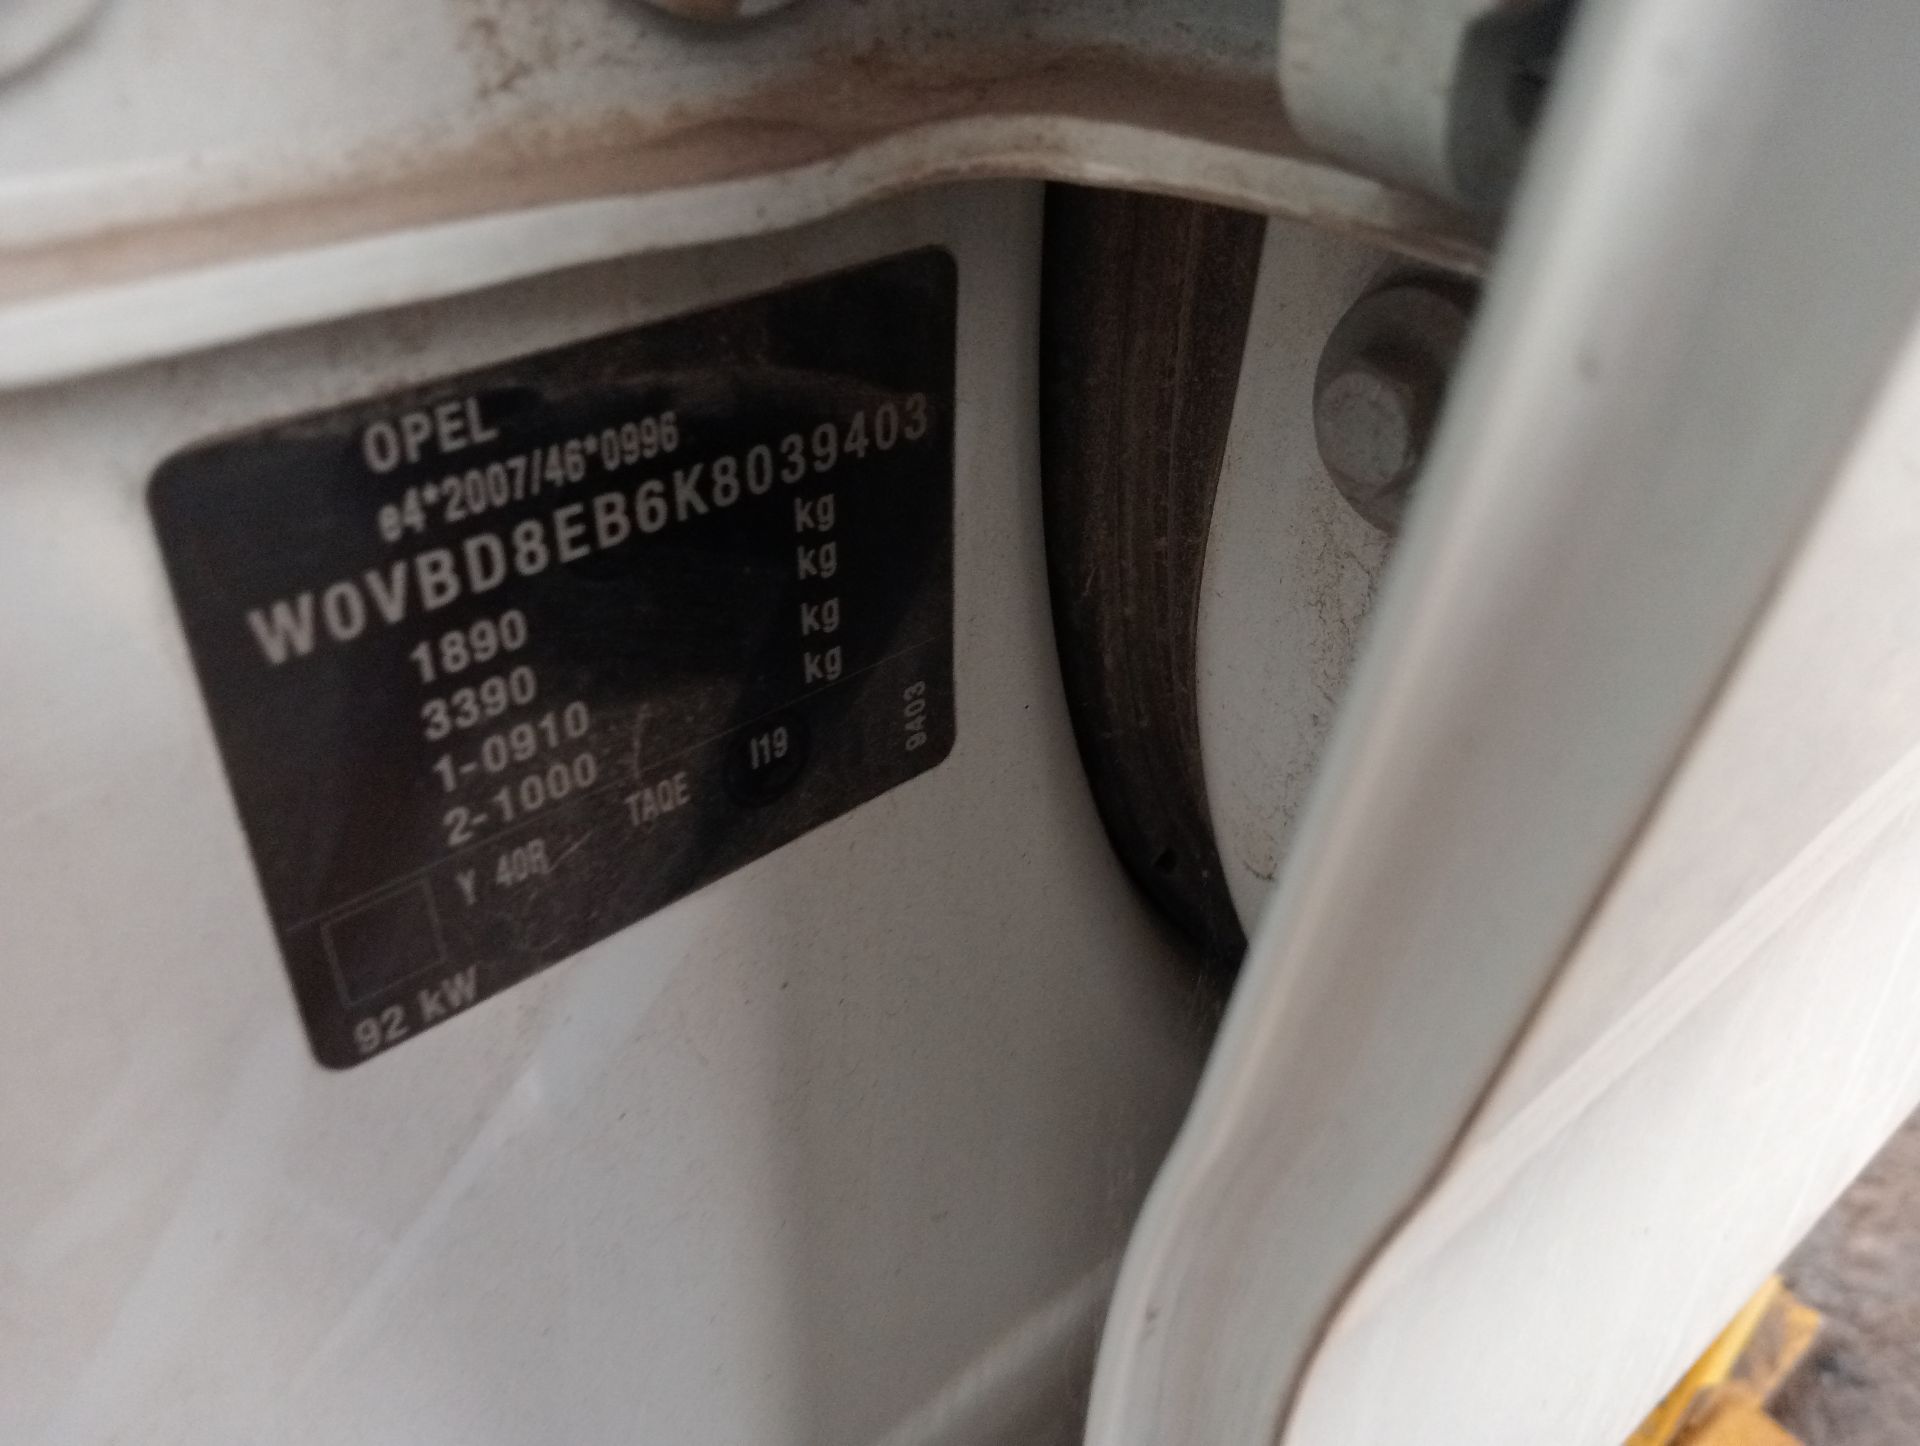 OPEL
e4*2007/46*0996
W0VBD8EB6K8039403
1890 kg
3390 kg
1-0910 kg
2-1000 kg
Y 40R TAQE I19 9403
92 kW